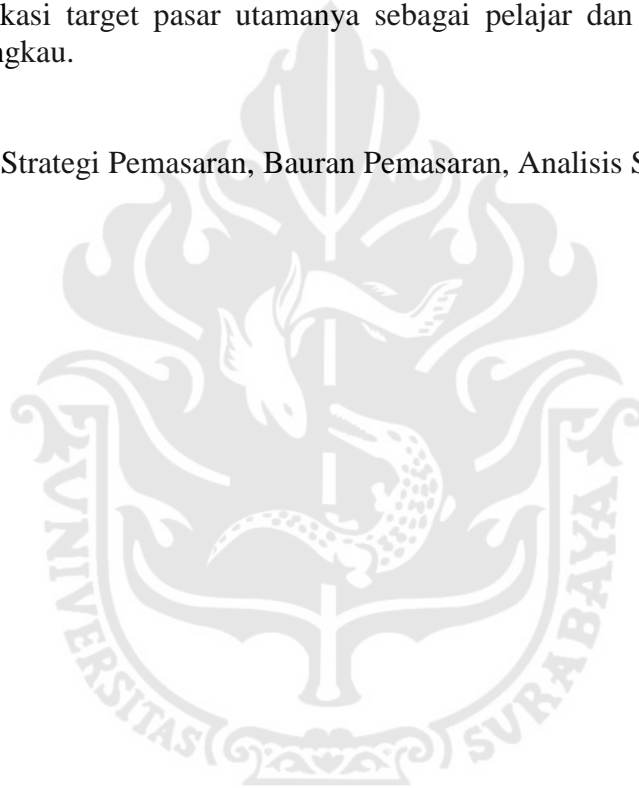 kasi target pasar utamanya sebagai pelajar dan
ngkau.
Strategi Pemasaran, Bauran Pemasaran, Analisis S
UNIVERSITAS SURABAYA